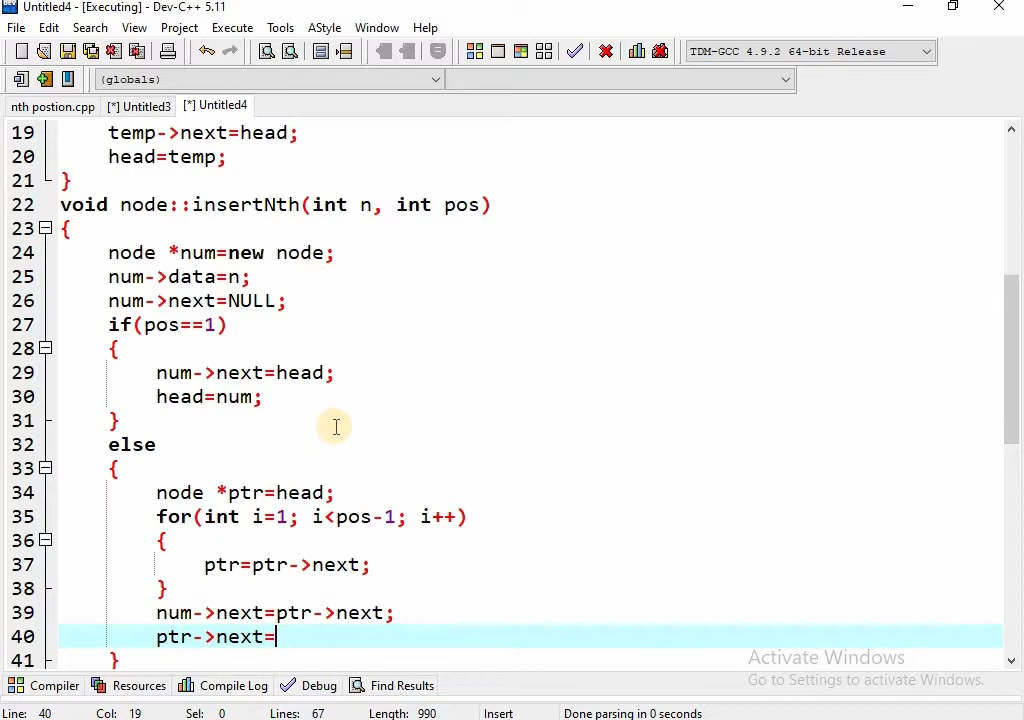 Untitled4 - [Executing] - Dev-C++ 5.11
File Edit Search View Project Execute Tools AStyle Window Help
TDM-GCC 4.9.2 64-bit Release
(globals)
nth postion.cpp [*] Untitled3 [*] Untitled4
19 temp->next=head;
20 head=temp;
21 }
22 void node::insertNth(int n, int pos)
23 {
24 node *num=new node;
25 num->data=n;
26 num->next=NULL;
27 if(pos==1)
28 {
29 num->next=head;
30 head=num;
31 }
32 else
33 {
34 node *ptr=head;
35 for(int i=1; i<pos-1; i++)
36 {
37 ptr=ptr->next;
38 }
39 num->next=ptr->next;
40 ptr->next=
41 }
Activate Windows
Go to Settings to activate Windows.
Compiler Resources Compile Log Debug Find Results
Line: 40 Col: 19 Sel: 0 Lines: 67 Length: 990 Insert Done parsing in 0 seconds